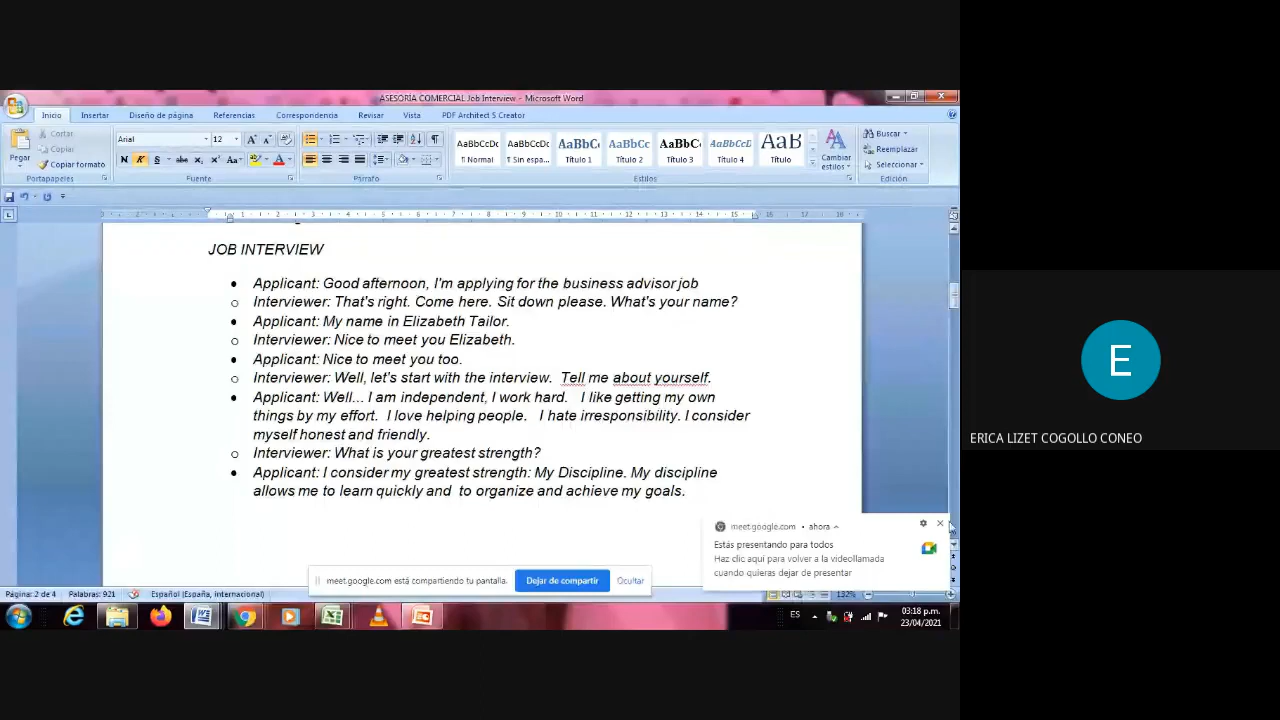 ASESORIA COMERCIAL Job Interview - Microsoft Word
Inicio Insertar Diseño de página Referencias Correspondencia Revisar Vista PDF Architect 5 Creator
Pegar
Cortar
Copiar
Copiar formato
Portapapeles
Arial 12
Fuente
Párrafo
AaBbCcDc AaBbCcDc AaBbC AaBbCc AaBbC AaBbCcD AaB
¶ Normal ¶ Sin espa... Título 1 Título 2 Título 3 Título 4 Título
Cambiar estilos
Estilos
Buscar
Reemplazar
Seleccionar
Edición
JOB INTERVIEW
• Applicant: Good afternoon, I'm applying for the business advisor job
o Interviewer: That's right. Come here. Sit down please. What's your name?
• Applicant: My name in Elizabeth Tailor.
o Interviewer: Nice to meet you Elizabeth.
• Applicant: Nice to meet you too.
o Interviewer: Well, let's start with the interview. Tell me about yourself.
• Applicant: Well... I am independent, I work hard. I like getting my own
things by my effort. I love helping people. I hate irresponsibility. I consider
myself honest and friendly.
o Interviewer: What is your greatest strength?
• Applicant: I consider my greatest strength: My Discipline. My discipline
allows me to learn quickly and to organize and achieve my goals.
meet.google.com • ahora
Estás presentando para todos
Haz clic aquí para volver a la videollamada
cuando quieras dejar de presentar
meet.google.com está compartiendo tu pantalla. Dejar de compartir Ocultar
Página: 2 de 4 Palabras: 921 Español (España, internacional) 132%
ES 03:18 p.m.
23/04/2021
E
ERICA LIZET COGOLLO CONEO